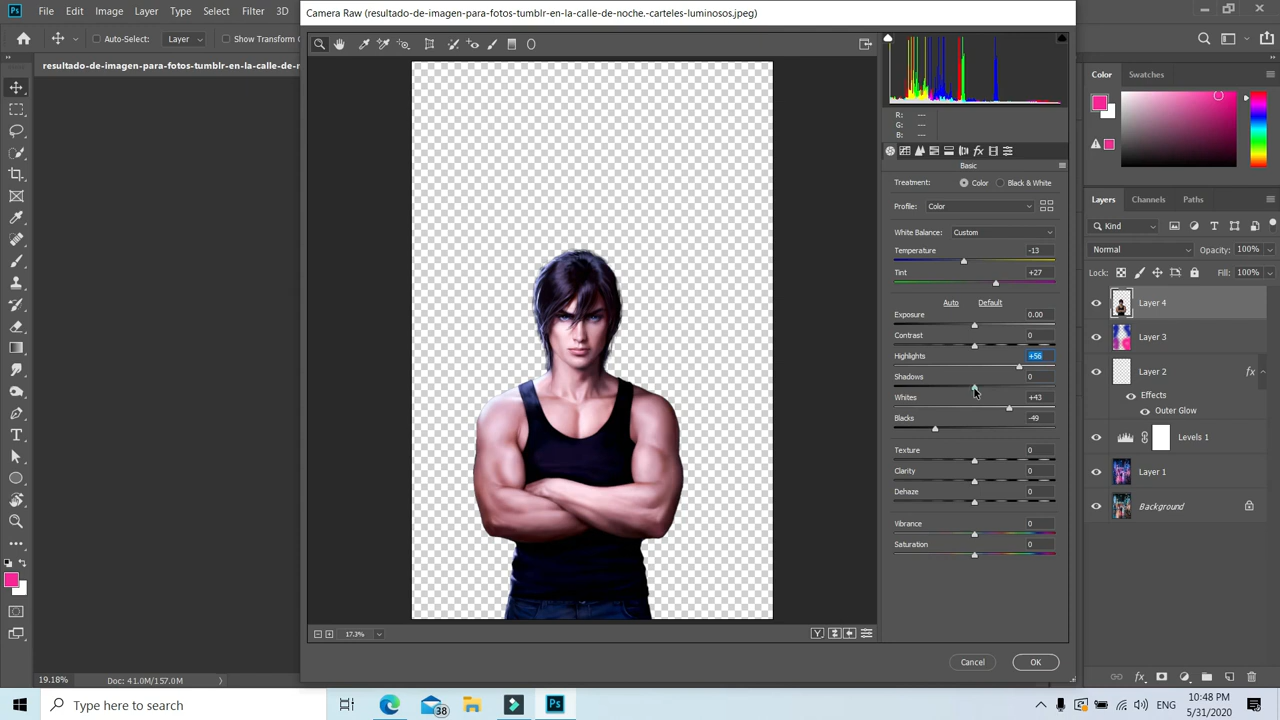 File Edit Image Layer Type Select Filter 3D
Camera Raw (resultado-de-imagen-para-fotos-tumblr-en-la-calle-de-noche.-carteles-luminosos.jpeg)
Auto-Select: Layer Show Transform
resultado-de-imagen-para-fotos-tumblr-en-la-calle-de-n
R: ---
G: ---
B: ---
Basic
Treatment: Color Black & White
Profile: Color
White Balance: Custom
Temperature -13
Tint +27
Auto Default
Exposure 0.00
Contrast 0
Highlights +56
Shadows 0
Whites +43
Blacks -49
Texture 0
Clarity 0
Dehaze 0
Vibrance 0
Saturation 0
17.3%
Y
Cancel OK
Color Swatches
Layers Channels Paths
Kind
Normal Opacity: 100%
Lock: Fill: 100%
Layer 4
Layer 3
Layer 2 fx
Effects
Outer Glow
Levels 1
Layer 1
Background
19.18% Doc: 41.0M/157.0M
Type here to search
38
Ps
ENG
10:48 PM
5/31/2020